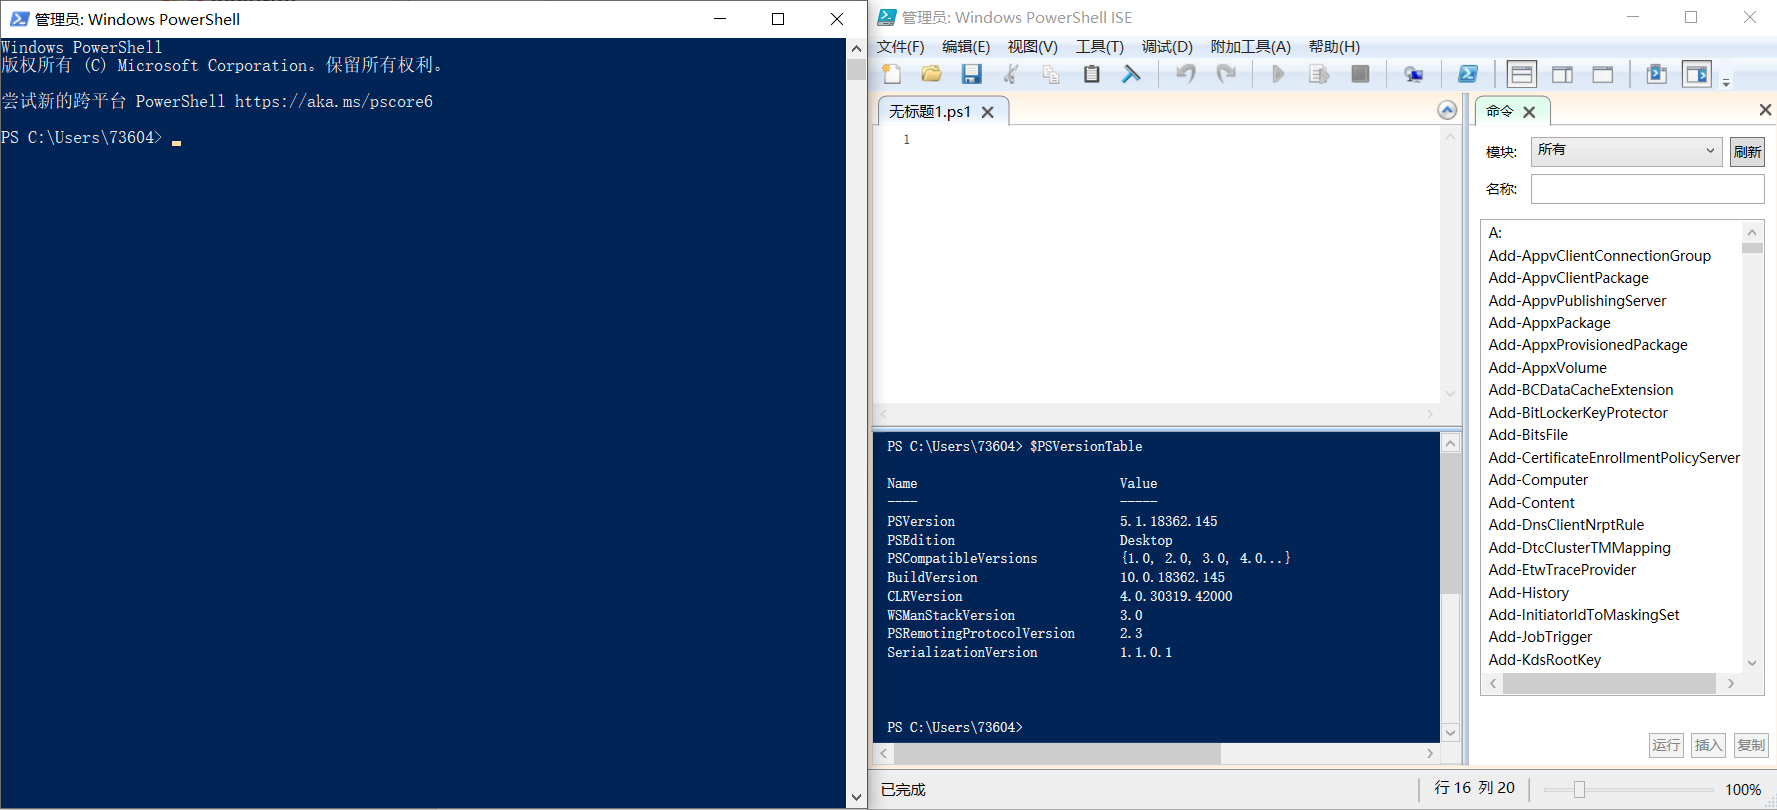 管理员: Windows PowerShell
Windows PowerShell
版权所有 (C) Microsoft Corporation。保留所有权利。
尝试新的跨平台 PowerShell https://aka.ms/pscore6
PS C:\Users\73604>
管理员: Windows PowerShell ISE
文件(F) 编辑(E) 视图(V) 工具(T) 调试(D) 附加工具(A) 帮助(H)
无标题1.ps1
1
PS C:\Users\73604> $PSVersionTable
Name Value
---- -----
PSVersion 5.1.18362.145
PSEdition Desktop
PSCompatibleVersions {1.0, 2.0, 3.0, 4.0...}
BuildVersion 10.0.18362.145
CLRVersion 4.0.30319.42000
WSManStackVersion 3.0
PSRemotingProtocolVersion 2.3
SerializationVersion 1.1.0.1
PS C:\Users\73604>
命令
模块: 所有 刷新
名称:
A:
Add-AppvClientConnectionGroup
Add-AppvClientPackage
Add-AppvPublishingServer
Add-AppxPackage
Add-AppxProvisionedPackage
Add-AppxVolume
Add-BCDataCacheExtension
Add-BitLockerKeyProtector
Add-BitsFile
Add-CertificateEnrollmentPolicyServer
Add-Computer
Add-Content
Add-DnsClientNrptRule
Add-DtcClusterTMMapping
Add-EtwTraceProvider
Add-History
Add-InitiatorIdToMaskingSet
Add-JobTrigger
Add-KdsRootKey
运行 插入 复制
已完成 行 16 列 20 100%